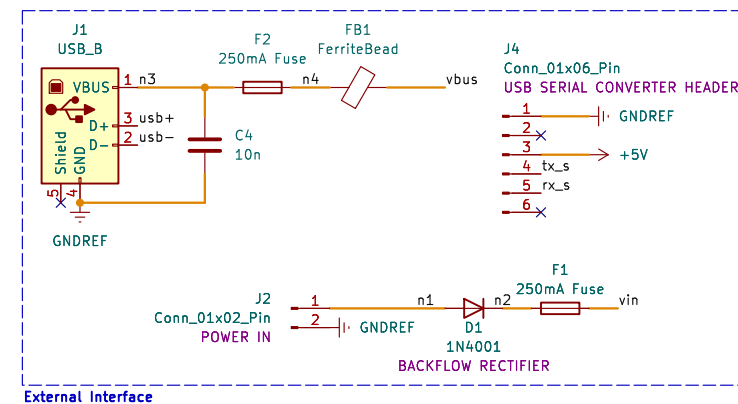 J1
USB_B
VBUS
1
n3
D+
3
usb+
D-
2
usb-
Shield
GND
5
4
GNDREF
C4
10n
F2
250mA Fuse
n4
FB1
FerriteBead
vbus
J4
Conn_01x06_Pin
USB SERIAL CONVERTER HEADER
1
GNDREF
2
3
+5V
4
tx_s
5
rx_s
6
J2
Conn_01x02_Pin
POWER IN
1
n1
2
GNDREF
D1
1N4001
BACKFLOW RECTIFIER
n2
F1
250mA Fuse
vin
External Interface